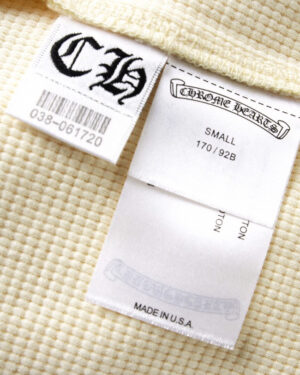 CH
038-061720
CHROME HEARTS
SMALL
170/92B
TON
TON
MADE IN U.S.A.